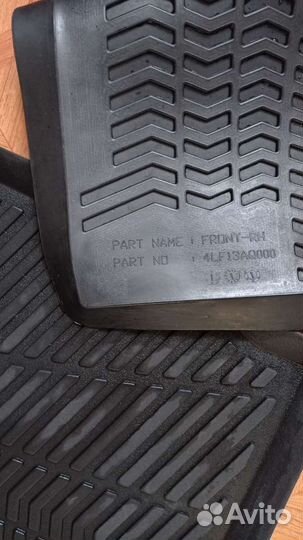 PART NAME : FRONT-RH
PART NO : 4LF13AQ000
Avito